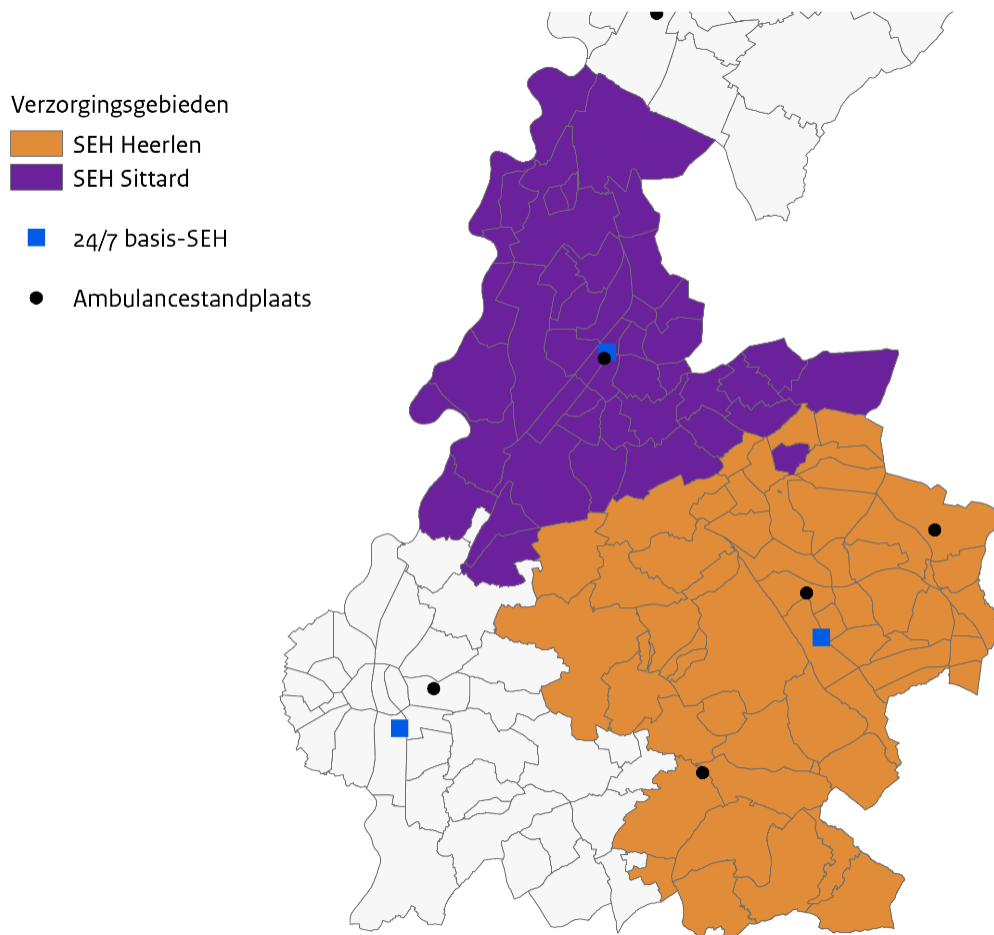 Verzorgingsgebieden
SEH Heerlen
SEH Sittard
24/7 basis-SEH
Ambulancestandplaats